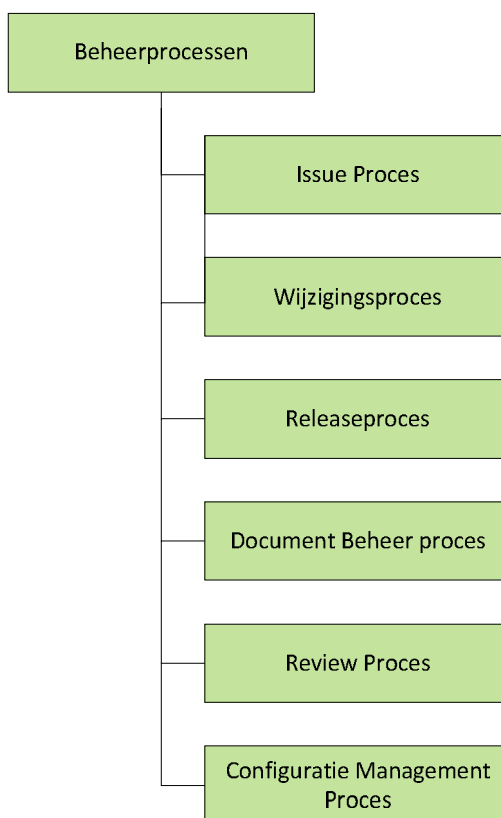 Beheerprocessen
Issue Proces
Wijzigingsproces
Releaseproces
Document Beheer proces
Review Proces
Configuratie Management
Proces